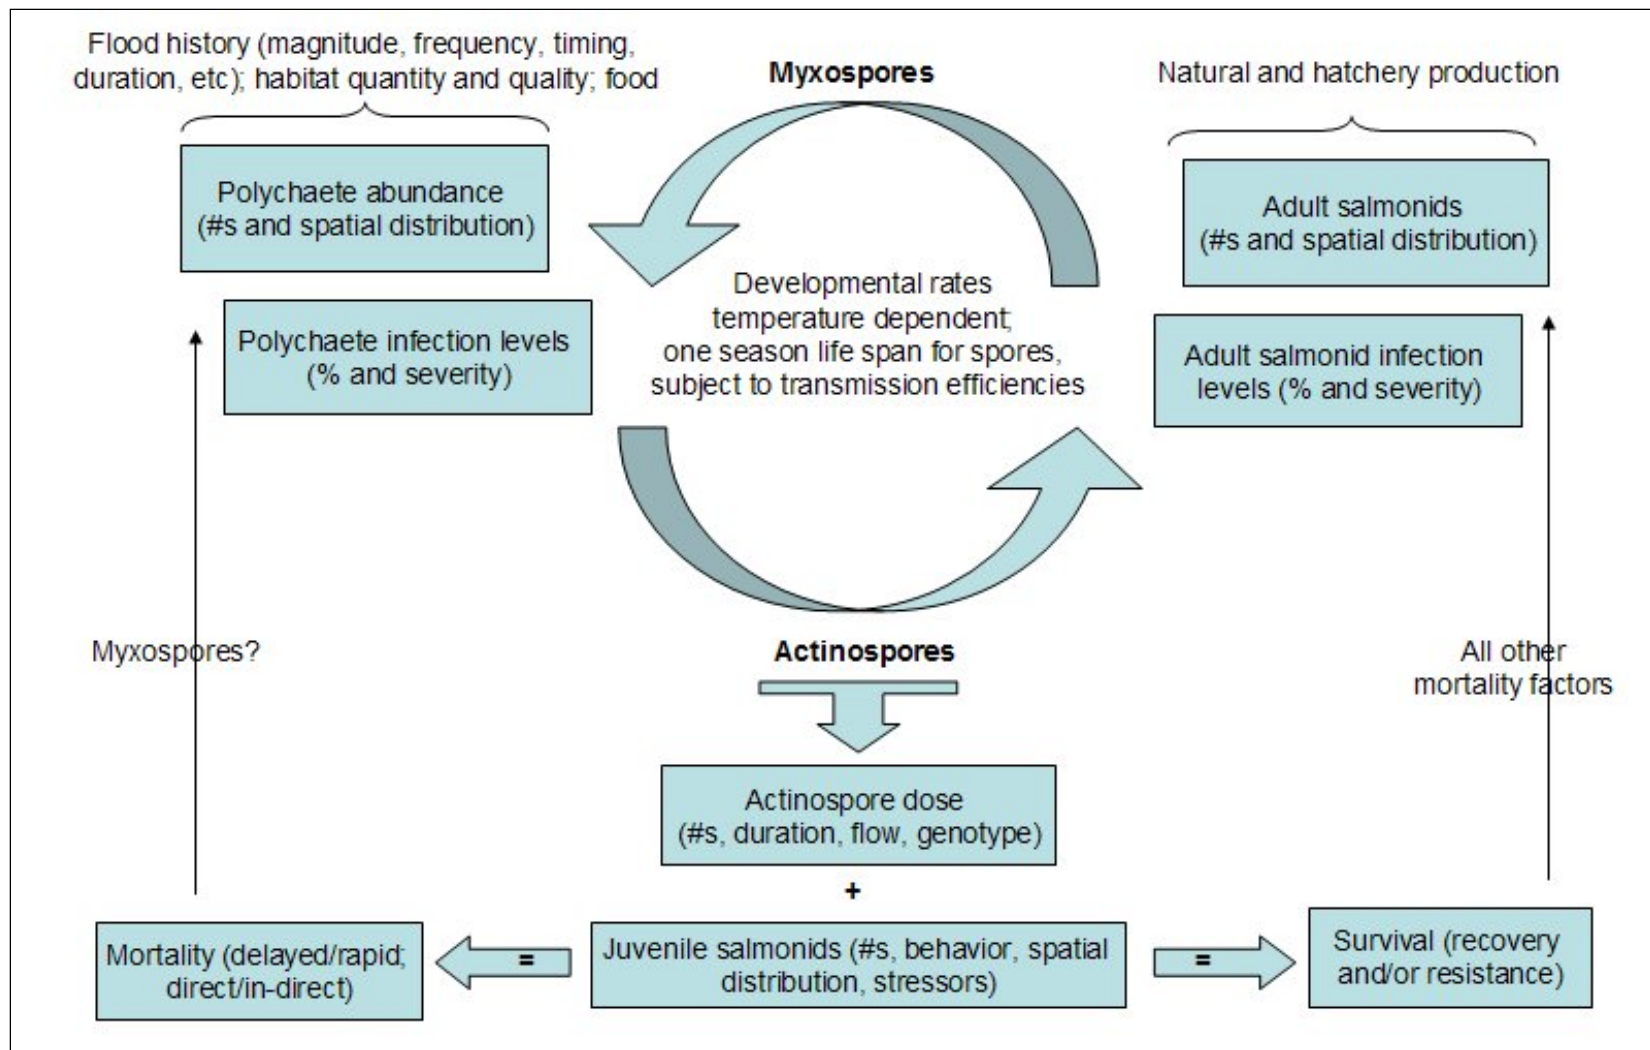 Flood history (magnitude, frequency, timing,
duration, etc); habitat quantity and quality; food
Myxospores
Natural and hatchery production
Polychaete abundance
(#s and spatial distribution)
Adult salmonids
(#s and spatial distribution)
Developmental rates
temperature dependent;
one season life span for spores,
subject to transmission efficiencies
Polychaete infection levels
(% and severity)
Adult salmonid infection
levels (% and severity)
Myxospores?
Actinospores
All other
mortality factors
Actinospore dose
(#s, duration, flow, genotype)
+
Mortality (delayed/rapid;
direct/in-direct)
=
Juvenile salmonids (#s, behavior, spatial
distribution, stressors)
=
Survival (recovery
and/or resistance)